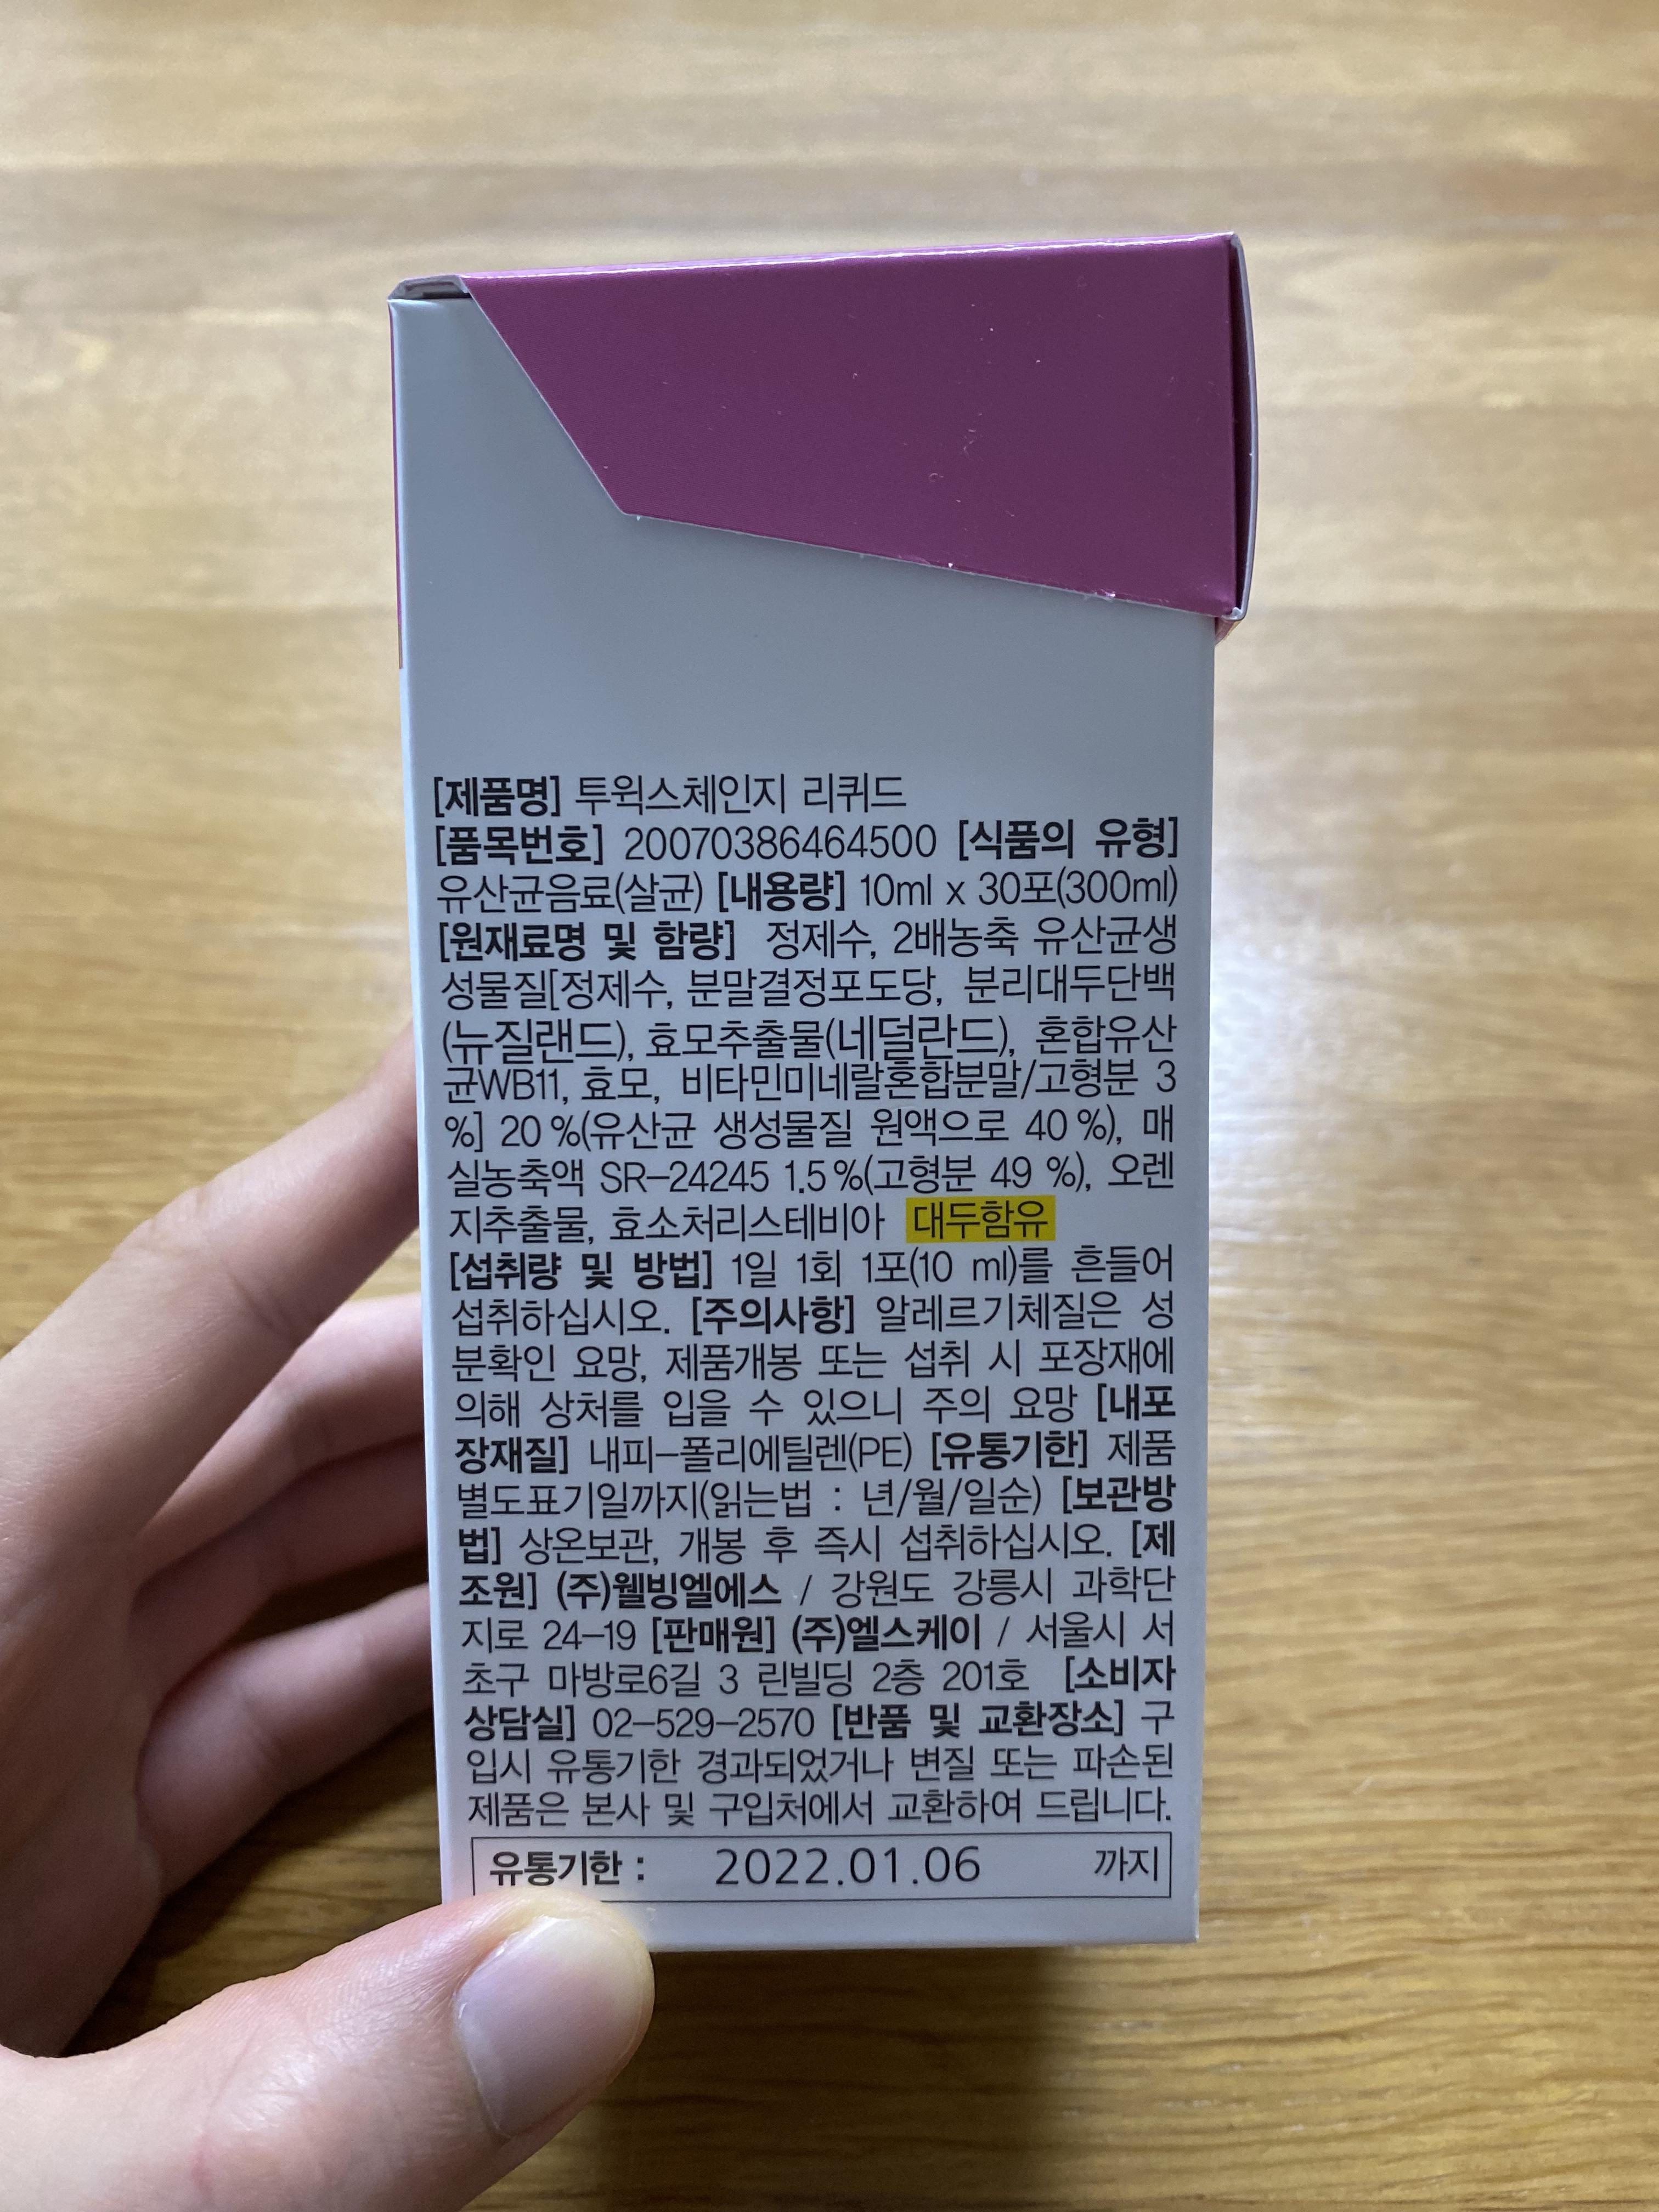 [제품명] 투윅스체인지 리퀴드
[품목번호] 20070386464500 [식품의 유형]
유산균음료(살균) [내용량] 10ml x 30포(300ml)
[원재료명 및 함량] 정제수, 2배농축 유산균생
성물질[정제수, 분말결정포도당, 분리대두단백
(뉴질랜드), 효모추출물(네덜란드), 혼합유산
균WB11, 효모, 비타민미네랄혼합분말/고형분 3
%] 20 %(유산균 생성물질 원액으로 40 %), 매
실농축액 SR-24245 1.5 %(고형분 49 %), 오렌
지추출물, 효소처리스테비아 대두함유
[섭취량 및 방법] 1일 1회 1포(10 ml)를 흔들어
섭취하십시오. [주의사항] 알레르기체질은 성
분확인 요망, 제품개봉 또는 섭취 시 포장재에
의해 상처를 입을 수 있으니 주의 요망 [내포
장재질] 내피-폴리에틸렌(PE) [유통기한] 제품
별도표기일까지(읽는법 : 년/월/일순) [보관방
법] 상온보관, 개봉 후 즉시 섭취하십시오. [제
조원] (주)웰빙엘에스 / 강원도 강릉시 과학단
지로 24-19 [판매원] (주)엘스케이 / 서울시 서
초구 마방로6길 3 린빌딩 2층 201호 [소비자
상담실] 02-529-2570 [반품 및 교환장소] 구
입시 유통기한 경과되었거나 변질 또는 파손된
제품은 본사 및 구입처에서 교환하여 드립니다.
유통기한 : 2022.01.06 까지